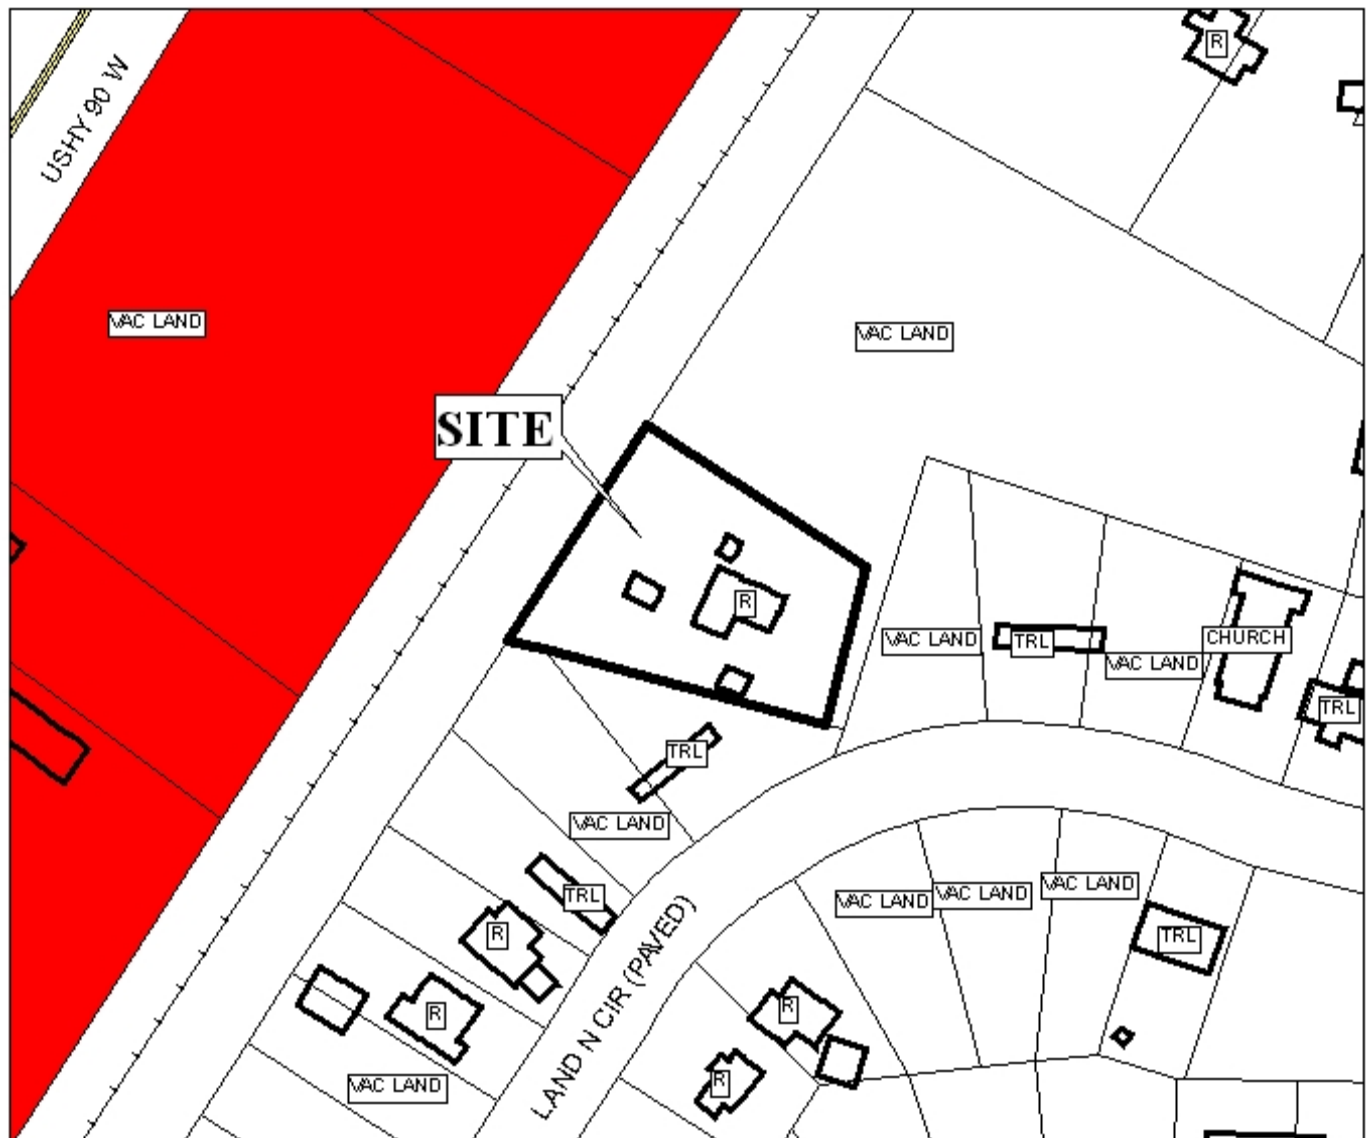 R
USHY 90 W
VAC LAND
VAC LAND
SITE
R
VAC LAND
TRL
VAC LAND
CHURCH
TRL
TRL
VAC LAND
TRL
VAC LAND
VAC LAND
VAC LAND
R
TRL
LAND N CIR (PAVED)
R
R
R
VAC LAND